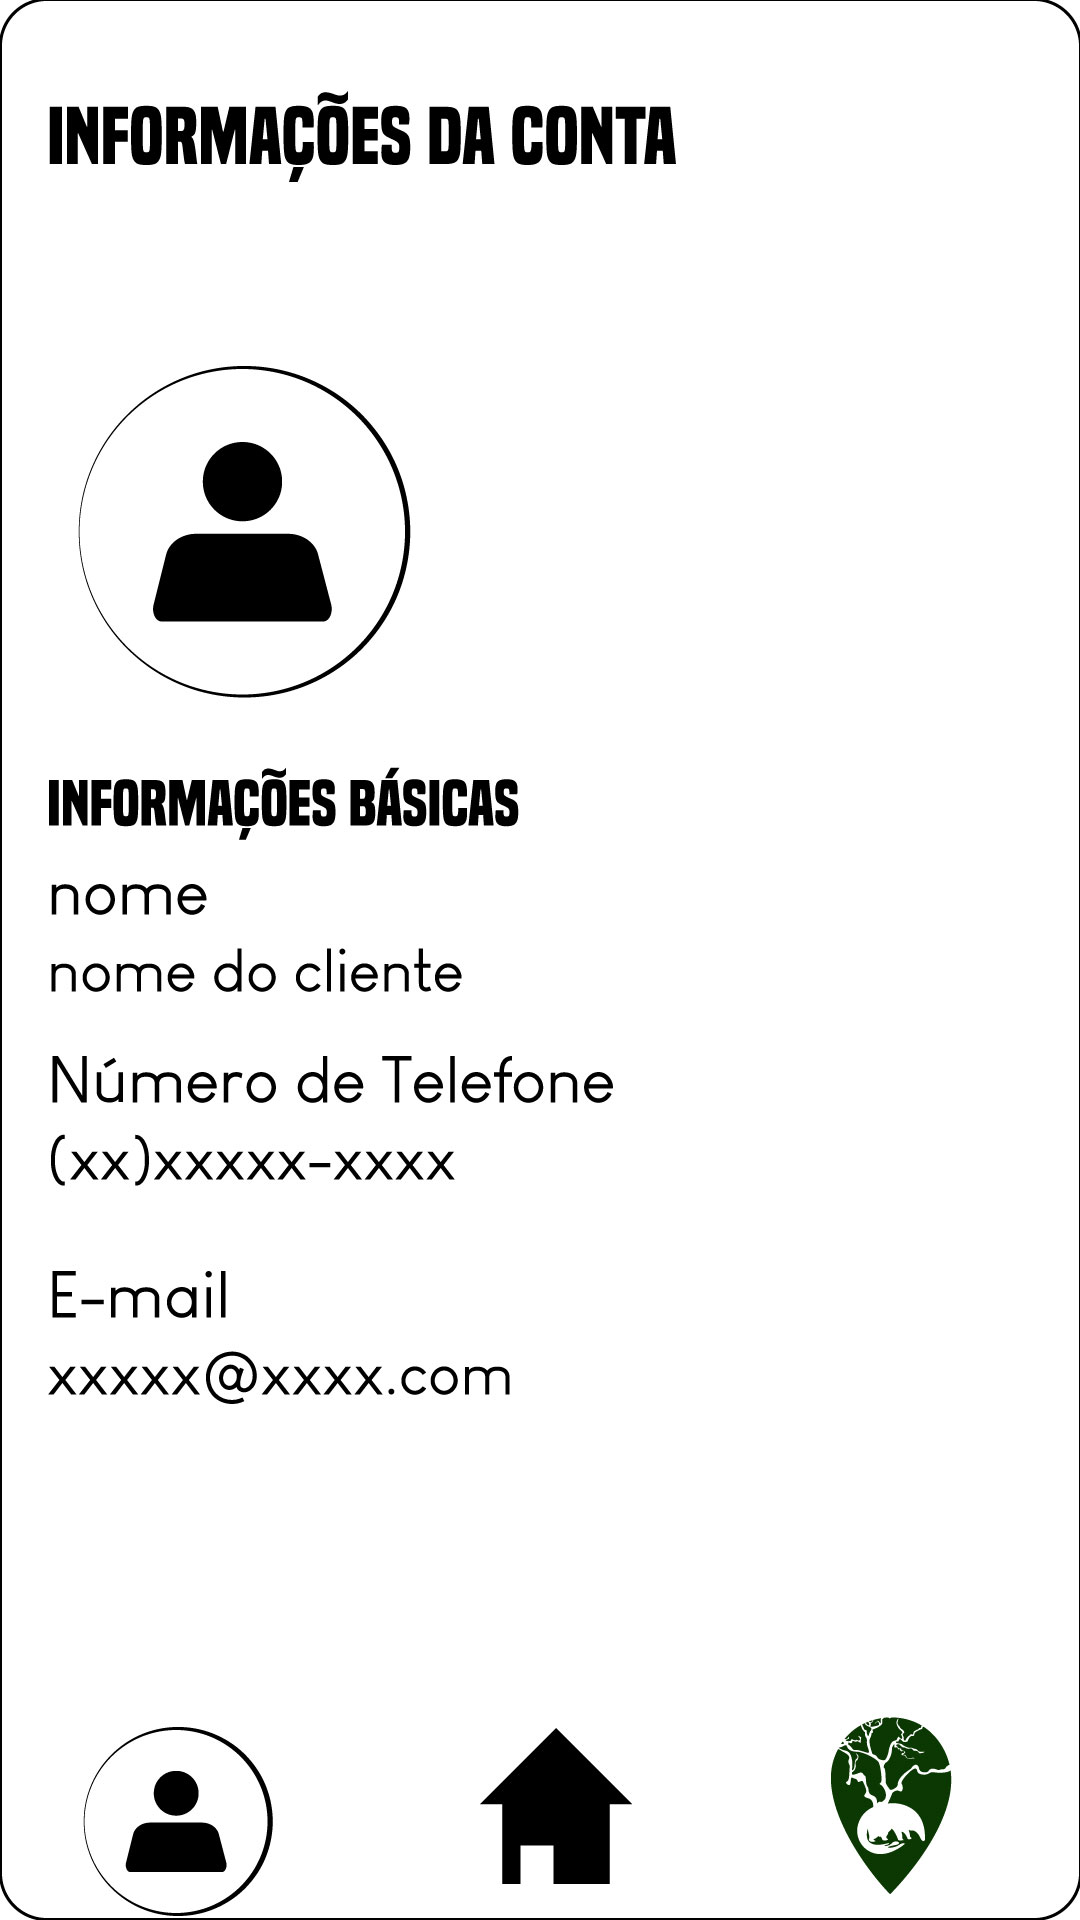 INFORMAÇÕES DA CONTA
INFORMAÇÕES BÁSICAS
nome
nome do cliente
Número de Telefone
(xx)xxxxx-xxxx
E-mail
xxxxx@xxxx.com